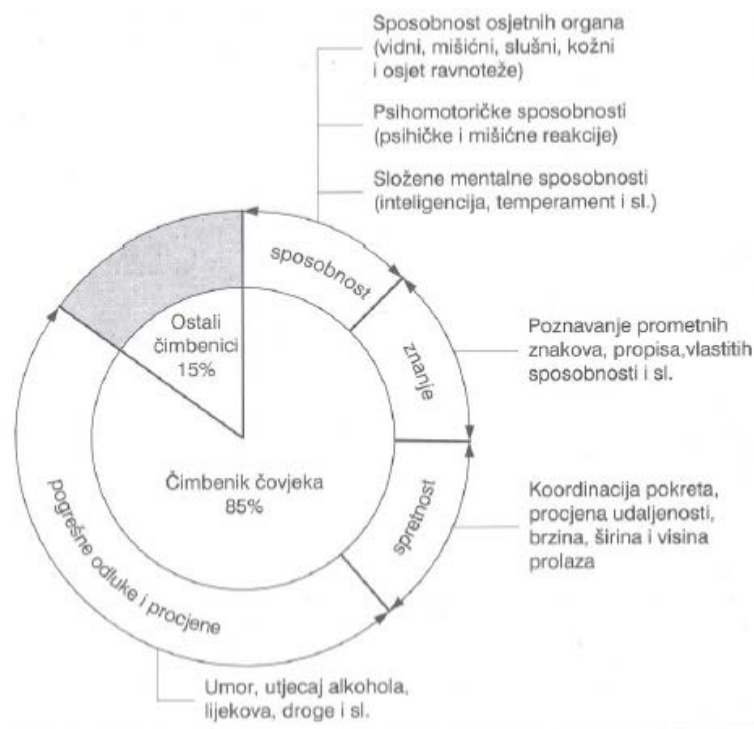 Sposobnost osjetnih organa
(vidni, mišićni, slušni, kožni
i osjet ravnoteže)
Psihomotoričke sposobnosti
(psihičke i mišićne reakcije)
Složene mentalne sposobnosti
(inteligencija, temperament i sl.)
sposobnost
Ostali
čimbenici
15%
znanje
Poznavanje prometnih
znakova, propisa,vlastitih
sposobnosti i sl.
Čimbenik čovjeka
85%
spretnost
Koordinacija pokreta,
procjena udaljenosti,
brzina, širina i visina
prolaza
pogrešne odluke i procjene
Umor, utjecaj alkohola,
lijekova, droge i sl.